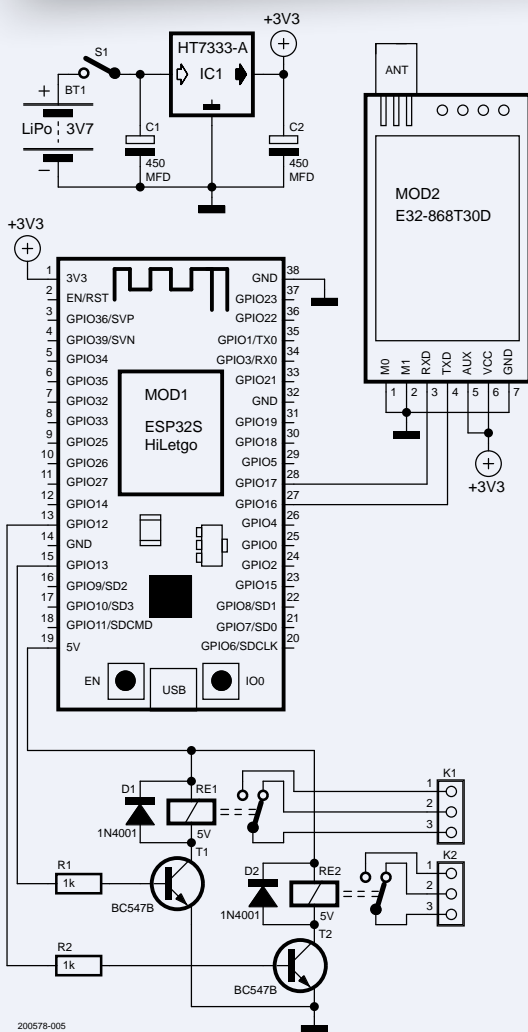 +3V3
S1
HT7333-A
IC1
+
BT1
LiPo 3V7
–
C1
450
MFD
C2
450
MFD
ANT
MOD2
E32-868T30D
M0
M1
RXD
TXD
AUX
VCC
GND
1 2 3 4 5 6 7
+3V3
+3V3
1 3V3
2 EN/RST
3 GPIO36/SVP
4 GPIO39/SVN
5 GPIO34
6 GPIO35
7 GPIO32
8 GPIO33
9 GPIO25
10 GPIO26
11 GPIO27
12 GPIO14
13 GPIO12
14 GND
15 GPIO13
16 GPIO9/SD2
17 GPIO10/SD3
18 GPIO11/SDCMD
19 5V
MOD1
ESP32S
HiLetgo
GND 38
GPIO23 37
GPIO22 36
GPIO1/TX0 35
GPIO3/RX0 34
GPIO21 33
GND 32
GPIO19 31
GPIO18 30
GPIO5 29
GPIO17 28
GPIO16 27
GPIO4 26
GPIO0 25
GPIO2 24
GPIO15 23
GPIO8/SD1 22
GPIO7/SD0 21
GPIO6/SDCLK 20
EN
USB
IO0
D1
1N4001
RE1
5V
T1
BC547B
R1
1k
K1
1
2
3
D2
1N4001
RE2
5V
T2
BC547B
R2
1k
K2
1
2
3
200578-005